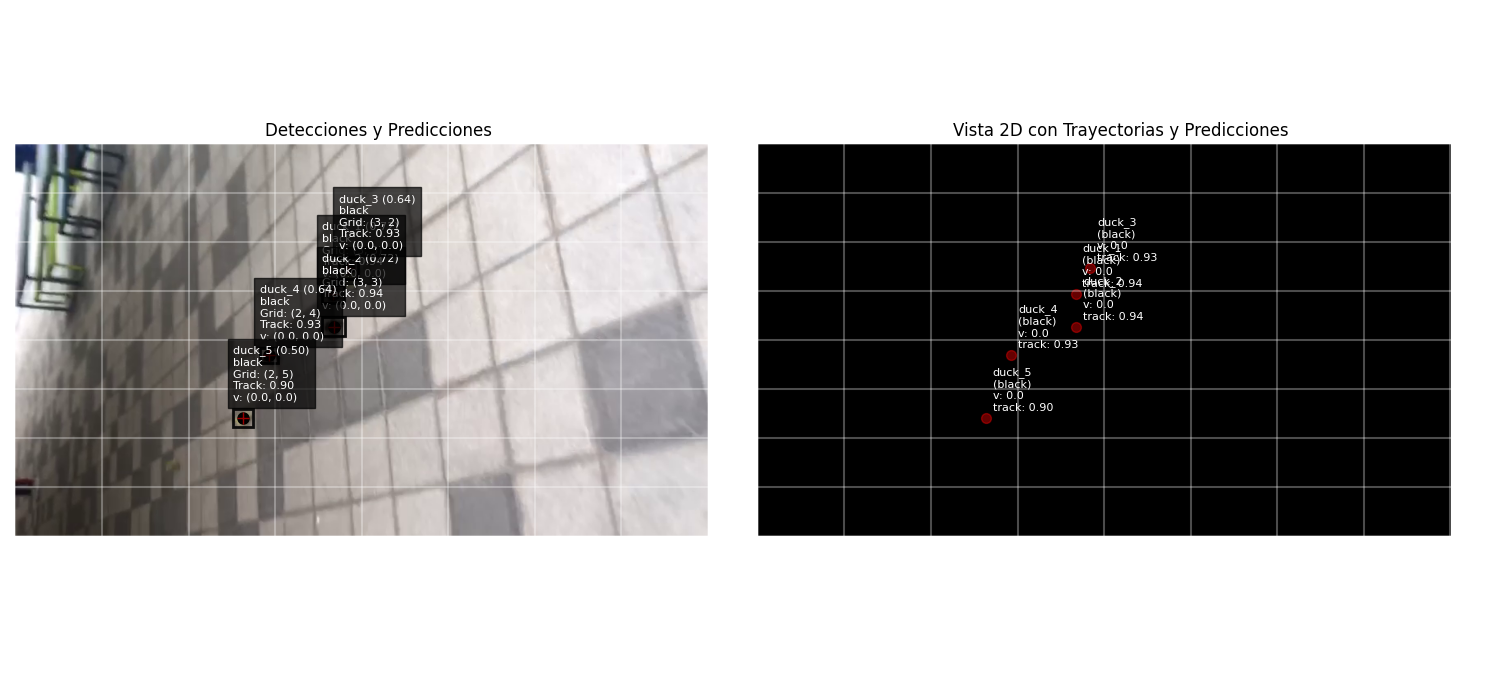 Detecciones y Predicciones
duck_3 (0.64)
black
Grid: (3, 2)
Track: 0.93
v: (0.0, 0.0)
duck_2 (0.72)
black
Grid: (3, 3)
Track: 0.94
v: (0.0, 0.0)
duck_4 (0.64)
black
Grid: (2, 4)
Track: 0.93
v: (0.0, 0.0)
duck_5 (0.50)
black
Grid: (2, 5)
Track: 0.90
v: (0.0, 0.0)
Vista 2D con Trayectorias y Predicciones
duck_3
(black)
v: 0.0
track: 0.93
duck_1
(black)
v: 0.0
track: 0.94
duck_2
(black)
v: 0.0
track: 0.94
duck_4
(black)
v: 0.0
track: 0.93
duck_5
(black)
v: 0.0
track: 0.90